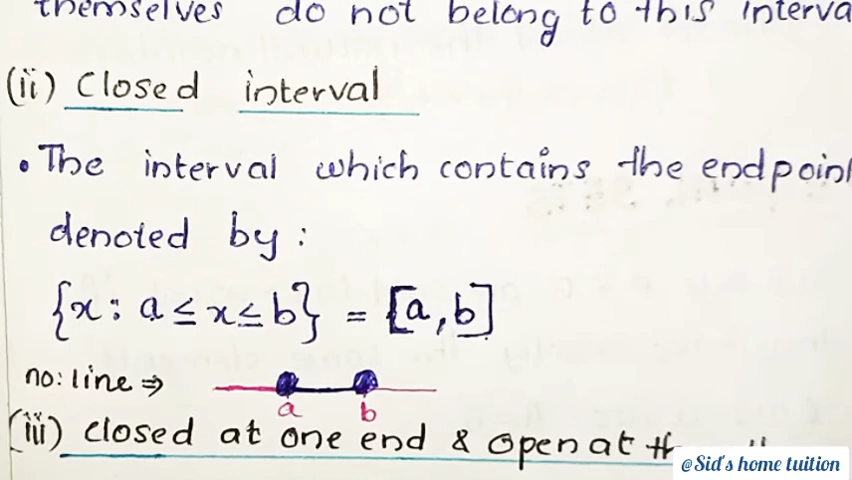 themselves do not belong to this interva
(ii) Closed interval
• The interval which contains the endpoint
denoted by:
{x : a ≤ x ≤ b} = [a, b]
no: line ⇒
a b
(iii) closed at one end & open at
@Sid's home tuition